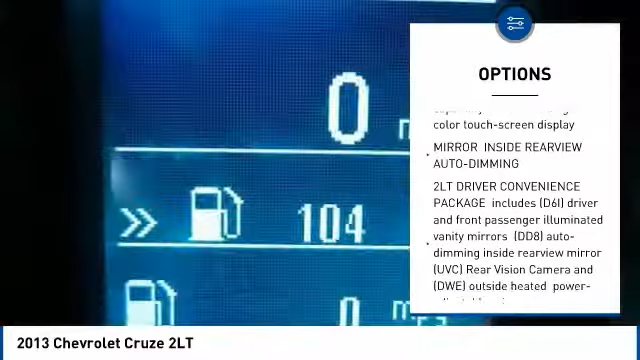 0
104
0
OPTIONS
color touch-screen display
MIRROR INSIDE REARVIEW
AUTO-DIMMING
2LT DRIVER CONVENIENCE
PACKAGE includes (D6I) driver
and front passenger illuminated
vanity mirrors (DD8) auto-
dimming inside rearview mirror
(UVC) Rear Vision Camera and
(DWE) outside heated power-
2013 Chevrolet Cruze 2LT